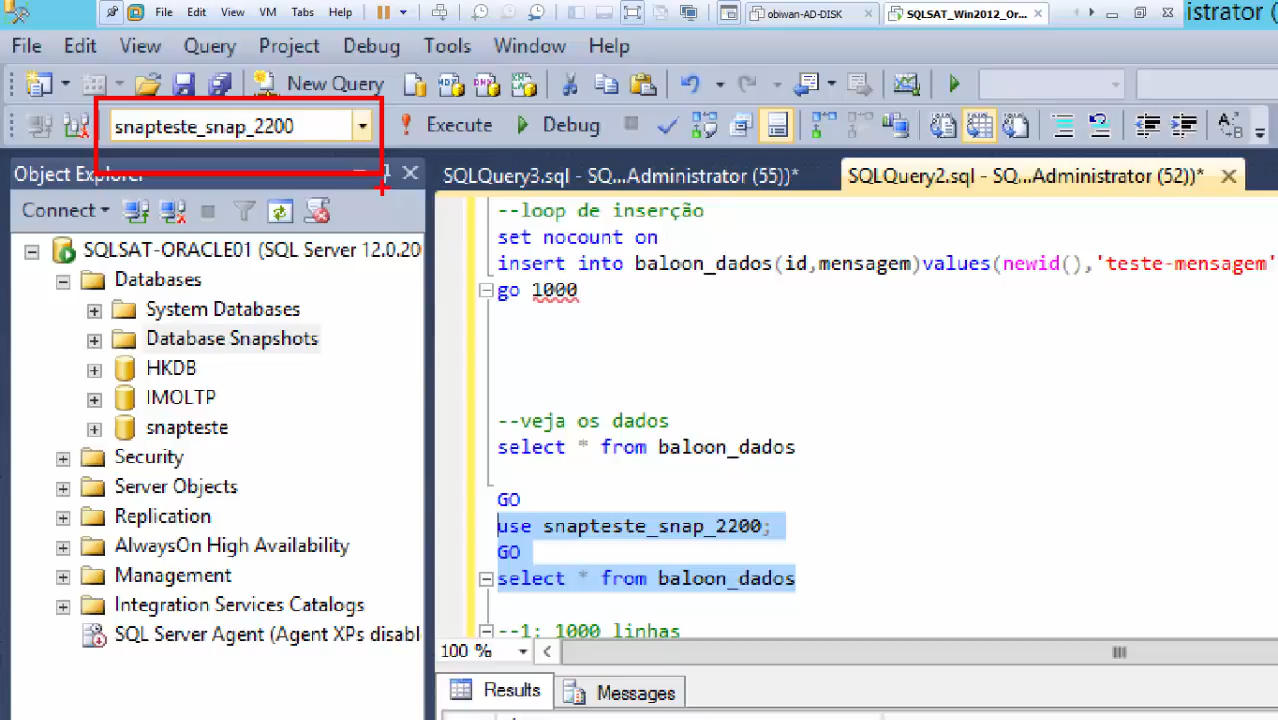 File Edit View VM Tabs Help obiwan-AD-DISK SQLSAT_Win2012_Or... istrator (
File Edit View Query Project Debug Tools Window Help
New Query
snapteste_snap_2200 Execute Debug
Object Explorer
SQLQuery3.sql - SQ...Administrator (55))* SQLQuery2.sql - SQ...Administrator (52))*
Connect
SQLSAT-ORACLE01 (SQL Server 12.0.20
Databases
System Databases
Database Snapshots
HKDB
IMOLTP
snapteste
Security
Server Objects
Replication
AlwaysOn High Availability
Management
Integration Services Catalogs
SQL Server Agent (Agent XPs disabl
--loop de inserção
set nocount on
insert into baloon_dados(id,mensagem)values(newid(),'teste-mensagem'
go 1000
--veja os dados
select * from baloon_dados
GO
use snapteste_snap_2200;
GO
select * from baloon_dados
--1: 1000 linhas
100 %
Results Messages